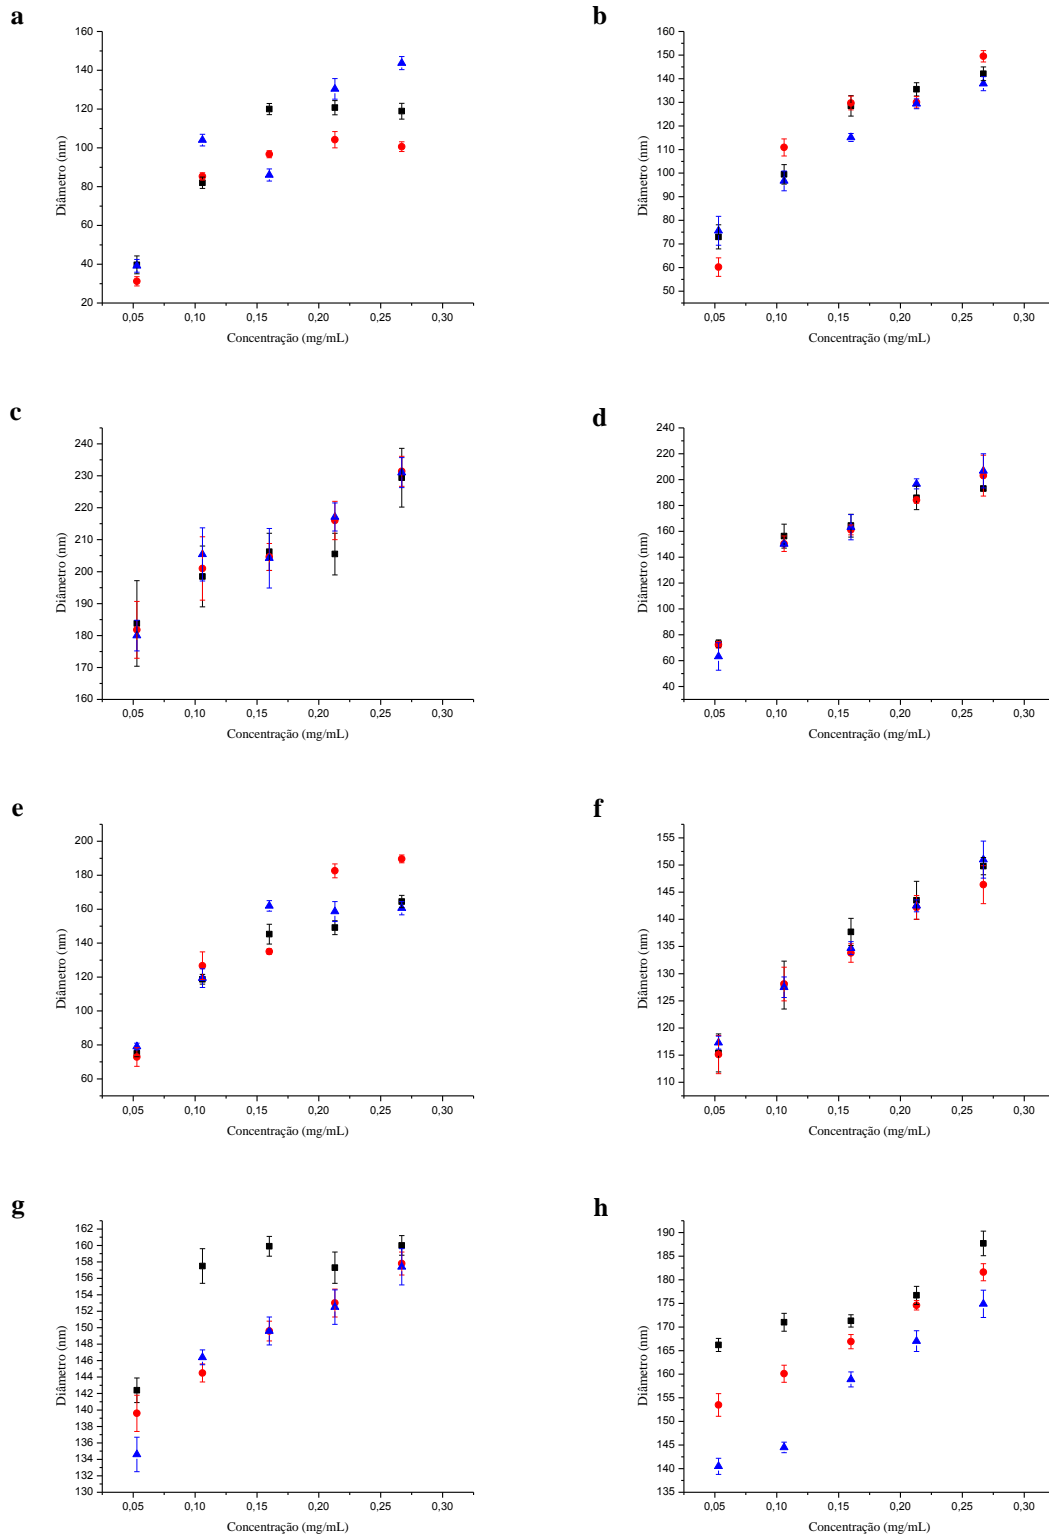 a
160
140
120
100
80
60
40
20
Diâmetro (nm)
0,05 0,10 0,15 0,20 0,25 0,30
Concentração (mg/mL)
b
160
150
140
130
120
110
100
90
80
70
60
50
Diâmetro (nm)
0,05 0,10 0,15 0,20 0,25 0,30
Concentração (mg/mL)
c
240
230
220
210
200
190
180
170
160
Diâmetro (nm)
0,05 0,10 0,15 0,20 0,25 0,30
Concentração (mg/mL)
d
240
220
200
180
160
140
120
100
80
60
40
Diâmetro (nm)
0,05 0,10 0,15 0,20 0,25 0,30
Concentração (mg/mL)
e
200
180
160
140
120
100
80
60
Diâmetro (nm)
0,05 0,10 0,15 0,20 0,25 0,30
Concentração (mg/mL)
f
155
150
145
140
135
130
125
120
115
110
Diâmetro (nm)
0,05 0,10 0,15 0,20 0,25 0,30
Concentração (mg/mL)
g
162
160
158
156
154
152
150
148
146
144
142
140
138
136
134
132
130
Diâmetro (nm)
0,05 0,10 0,15 0,20 0,25 0,30
Concentração (mg/mL)
h
190
185
180
175
170
165
160
155
150
145
140
135
Diâmetro (nm)
0,05 0,10 0,15 0,20 0,25 0,30
Concentração (mg/mL)